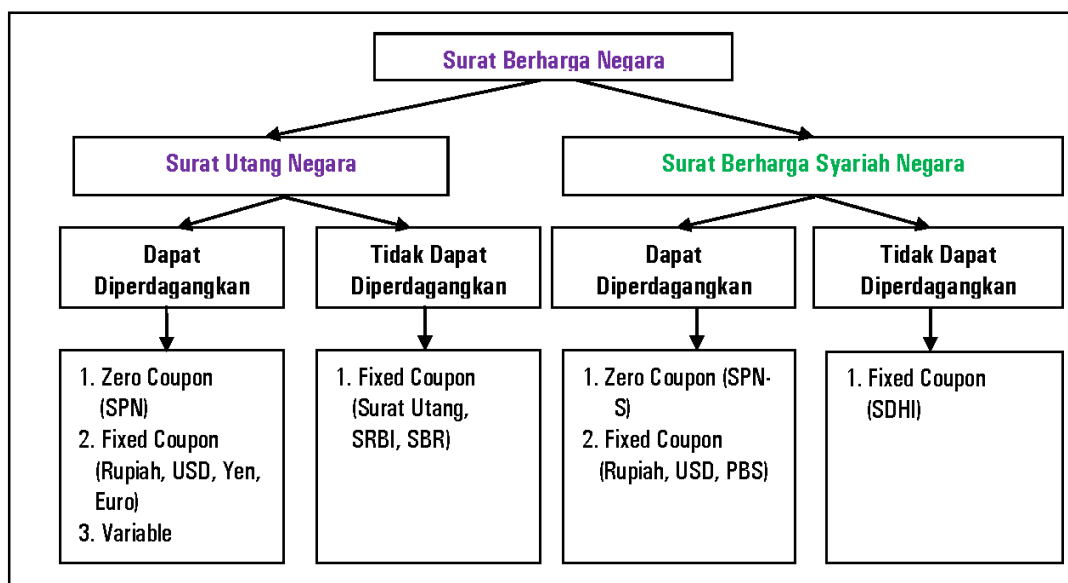 Surat Berharga Negara
Surat Utang Negara
Surat Berharga Syariah Negara
Dapat
Diperdagangkan
Tidak Dapat
Diperdagangkan
Dapat
Diperdagangkan
Tidak Dapat
Diperdagangkan
1. Zero Coupon
(SPN)
2. Fixed Coupon
(Rupiah, USD, Yen,
Euro)
3. Variable
1. Fixed Coupon
(Surat Utang,
SRBI, SBR)
1. Zero Coupon (SPN-
S)
2. Fixed Coupon
(Rupiah, USD, PBS)
1. Fixed Coupon
(SDHI)